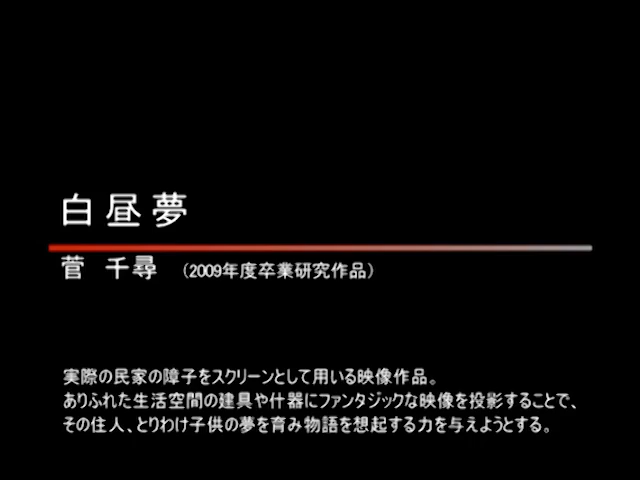 白昼夢
菅　千尋　（2009年度卒業研究作品）
実際の民家の障子をスクリーンとして用いる映像作品。
ありふれた生活空間の建具や什器にファンタジックな映像を投影することで、
その住人、とりわけ子供の夢を育み物語を想起する力を与えようとする。